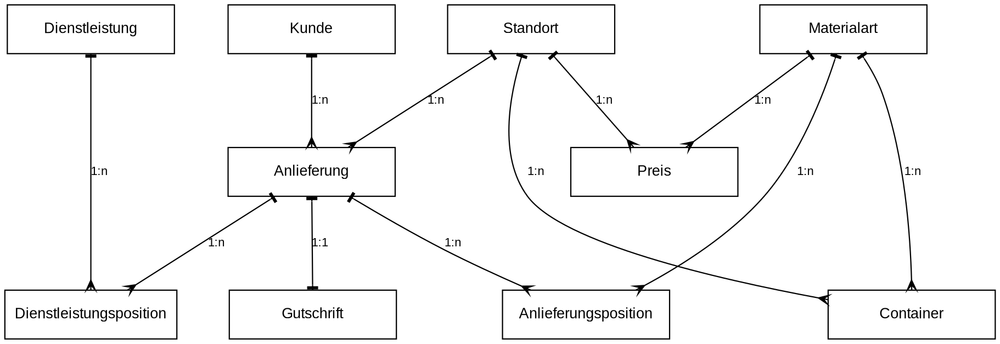 Dienstleistung
Kunde
Standort
Materialart
1:n
1:n
1:n
1:n
Anlieferung
Preis
1:n
1:n
1:n
1:n
1:n
1:1
1:n
Dienstleistungsposition
Gutschrift
Anlieferungsposition
Container